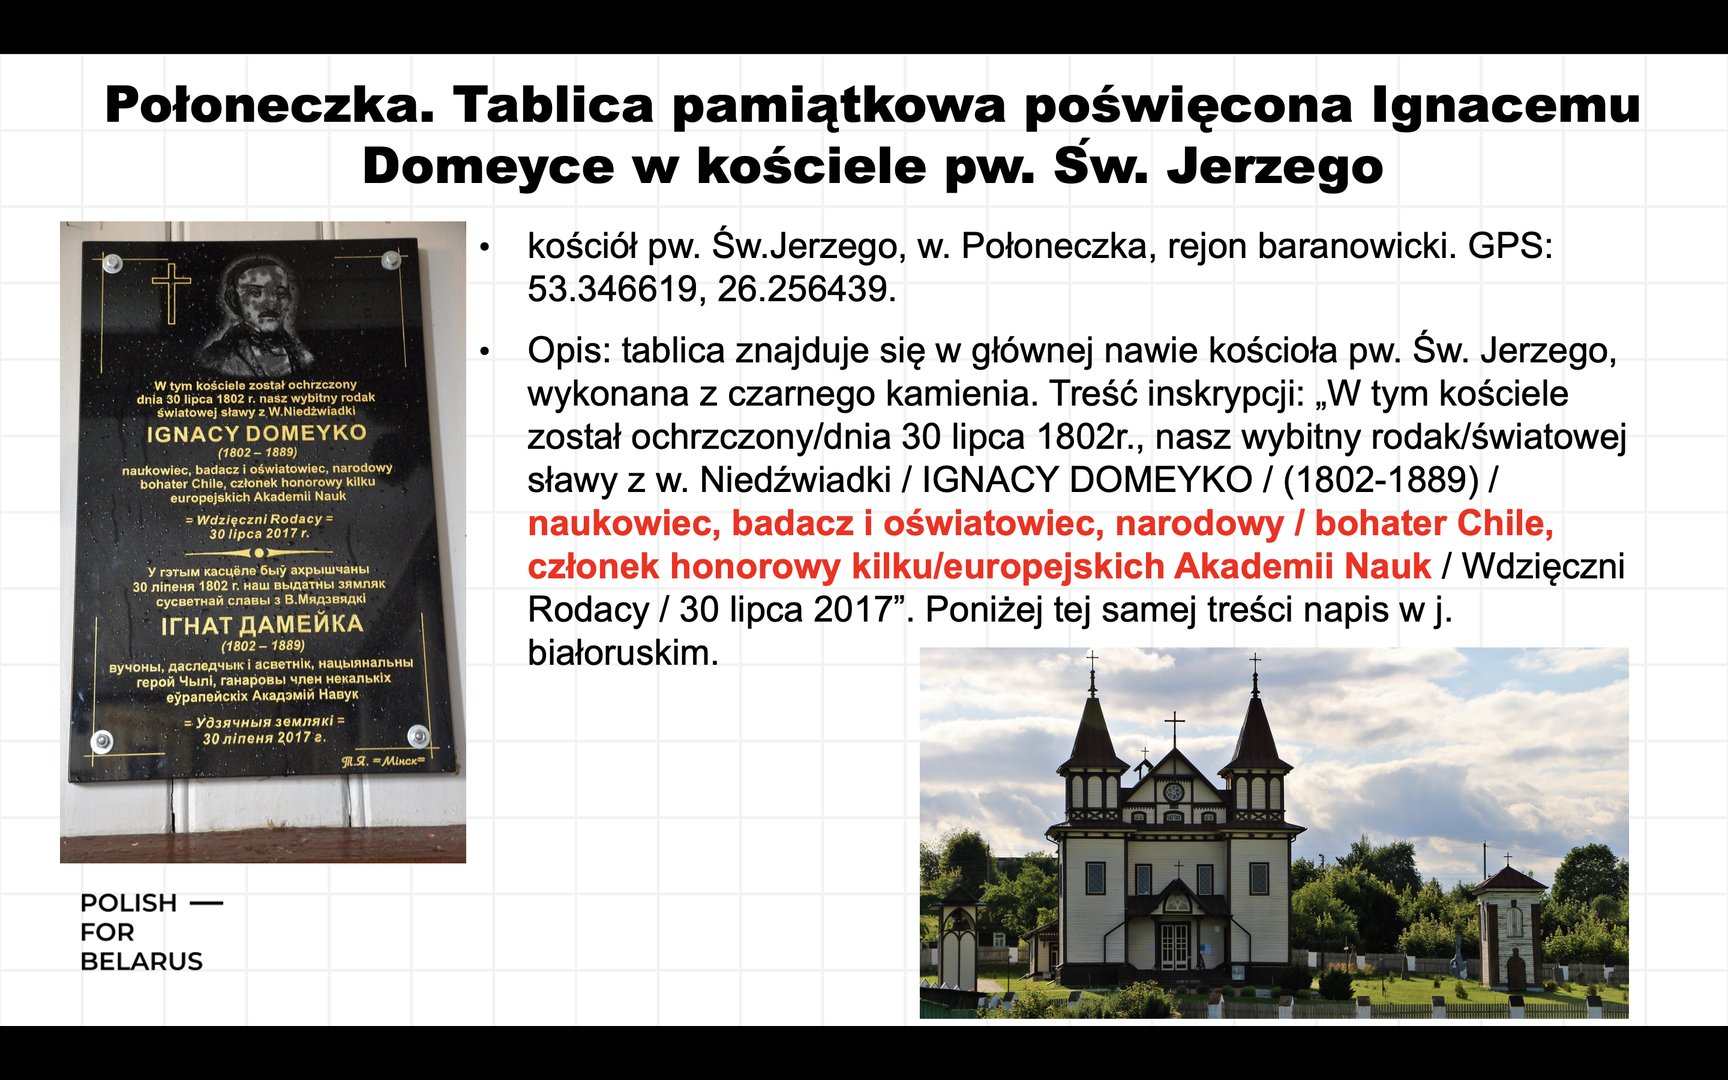 Połoneczka. Tablica pamiątkowa poświęcona Ignacemu
Domeyce w kościele pw. Św. Jerzego
W tym kościele został ochrzczony
dnia 30 lipca 1802 r. nasz wybitny rodak
światowej sławy z W.Niedźwiadki
IGNACY DOMEYKO
(1802 – 1889)
naukowiec, badacz i oświatowiec, narodowy
bohater Chile, członek honorowy kilku
europejskich Akademii Nauk
= Wdzięczni Rodacy =
30 lipca 2017 r.
У гэтым касцёле быў ахрышчаны
30 ліпеня 1802 г. наш выдатны зямляк
сусветнай славы з В.Мядзвядкі
ІГНАТ ДАМЕЙКА
(1802 – 1889)
вучоны, даследчык і асветнік, нацыянальны
герой Чылі, ганаровы член некалькіх
еўрапейскіх Акадэмій Навук
= Удзячныя землякі =
30 ліпеня 2017 г.
Т.Я. =Мінск=
• kościół pw. Św.Jerzego, w. Połoneczka, rejon baranowicki. GPS:
53.346619, 26.256439.
• Opis: tablica znajduje się w głównej nawie kościoła pw. Św. Jerzego,
wykonana z czarnego kamienia. Treść inskrypcji: „W tym kościele
został ochrzczony/dnia 30 lipca 1802r., nasz wybitny rodak/światowej
sławy z w. Niedźwiadki / IGNACY DOMEYKO / (1802-1889) /
naukowiec, badacz i oświatowiec, narodowy / bohater Chile,
członek honorowy kilku/europejskich Akademii Nauk / Wdzięczni
Rodacy / 30 lipca 2017”. Poniżej tej samej treści napis w j.
białoruskim.
POLISH —
FOR
BELARUS